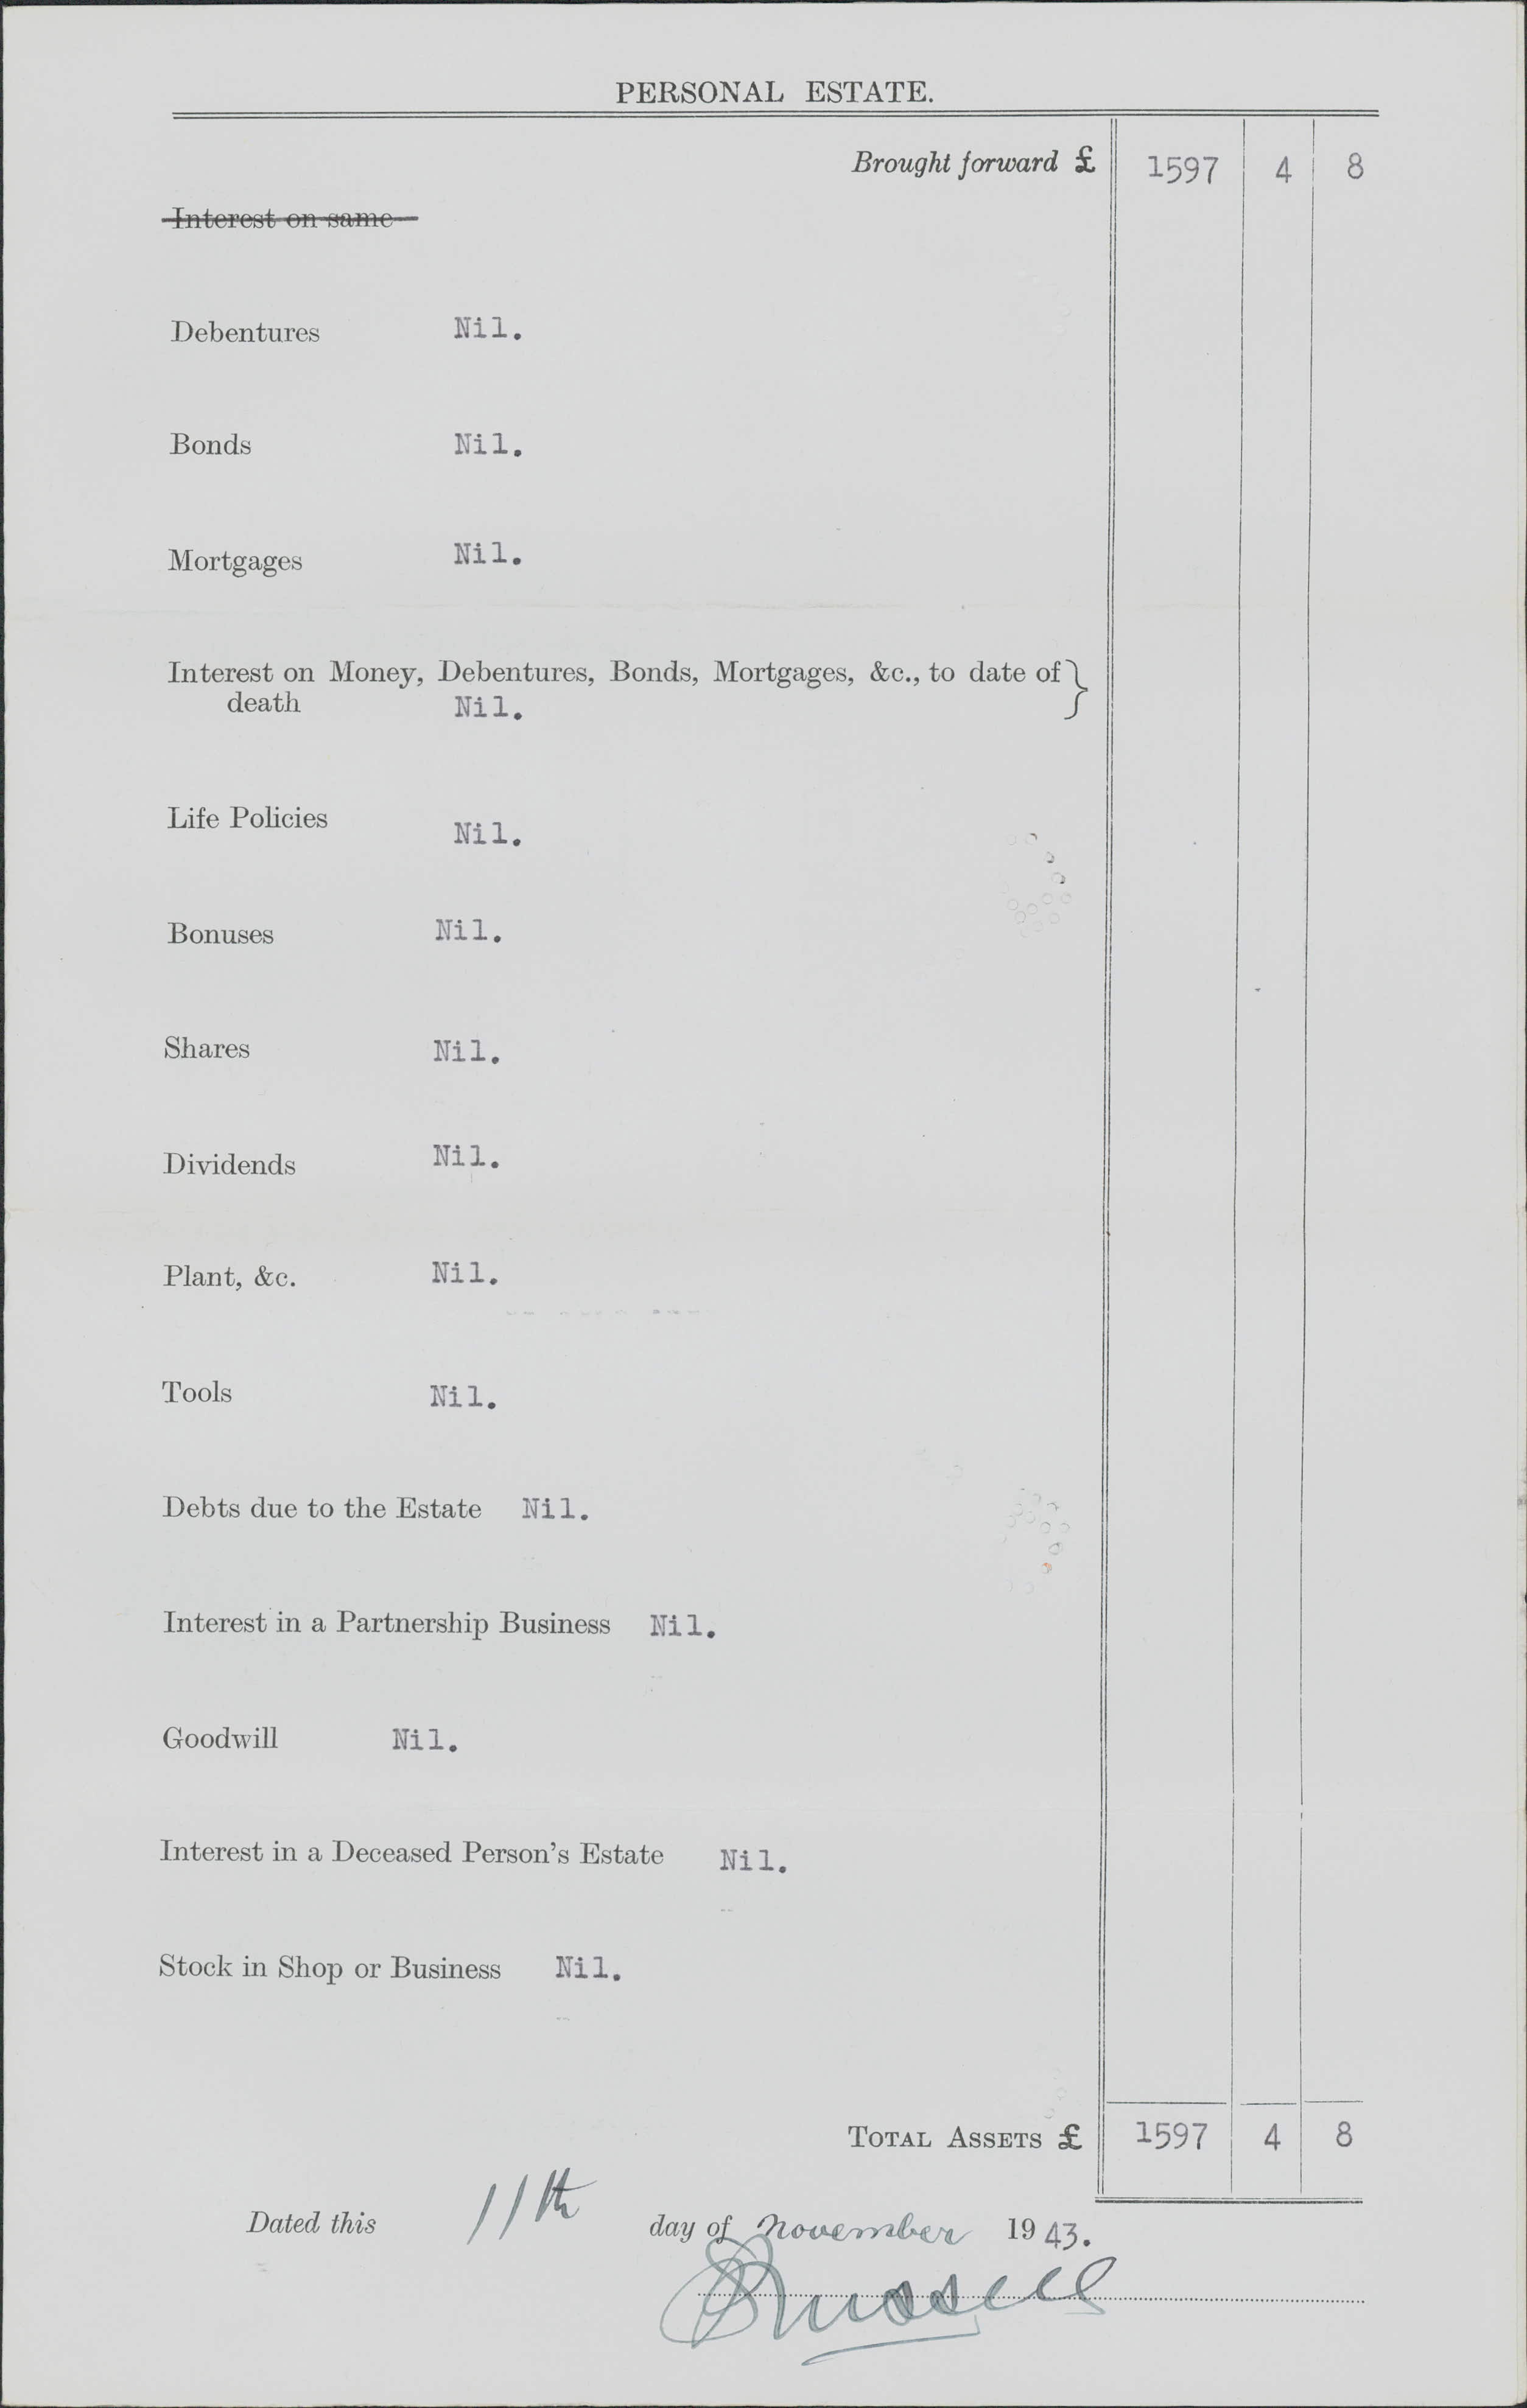 PERSONAL ESTATE.
Brought forward £ 1597 4 8
Interest on same
Debentures Nil.
Bonds Nil.
Mortgages Nil.
Interest on Money, Debentures, Bonds, Mortgages, &c., to date of }
death Nil.
Life Policies Nil.
Bonuses Nil.
Shares Nil.
Dividends Nil.
Plant, &c. Nil.
Tools Nil.
Debts due to the Estate Nil.
Interest in a Partnership Business Nil.
Goodwill Nil.
Interest in a Deceased Person's Estate Nil.
Stock in Shop or Business Nil.
TOTAL ASSETS £ 1597 4 8
Dated this 11th day of November 1943.